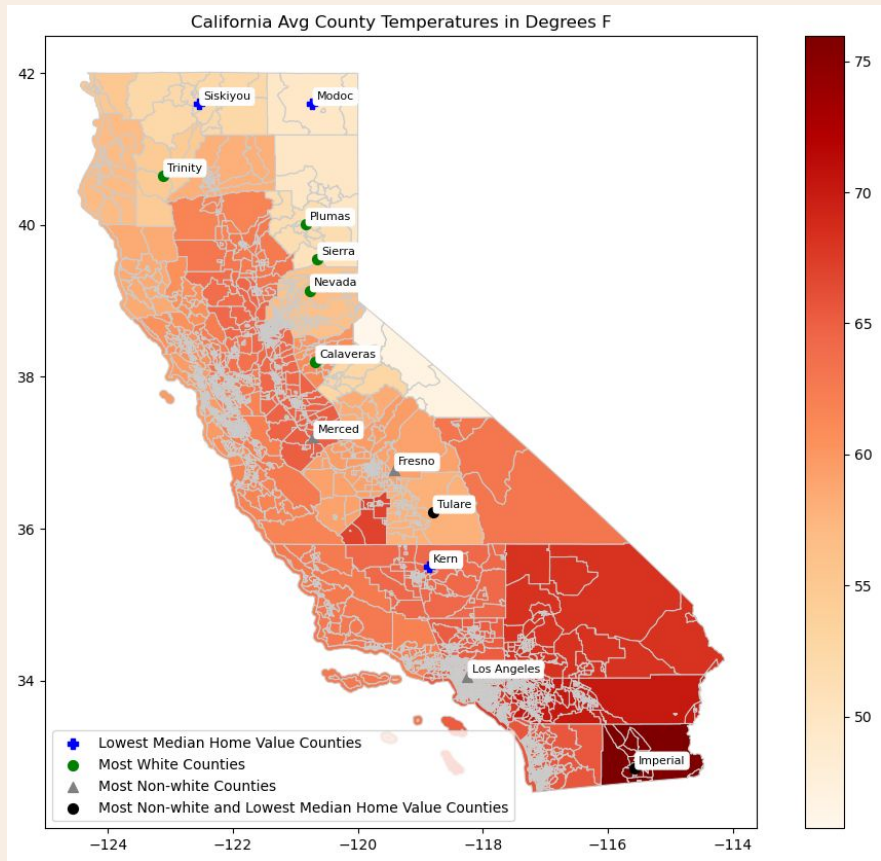 California Avg County Temperatures in Degrees F
42
40
38
36
34
−124
−122
−120
−118
−116
−114
75
70
65
60
55
50
Siskiyou
Modoc
Trinity
Plumas
Sierra
Nevada
Calaveras
Merced
Fresno
Tulare
Kern
Los Angeles
Imperial
Lowest Median Home Value Counties
Most White Counties
Most Non-white Counties
Most Non-white and Lowest Median Home Value Counties